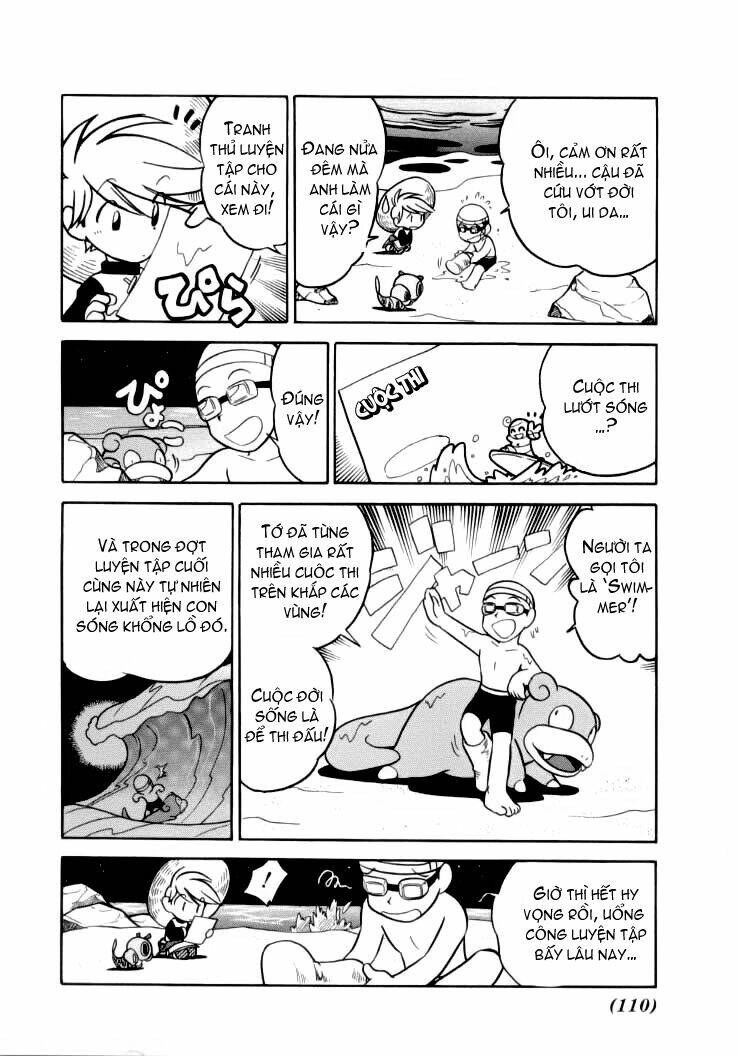 Ôi, cảm ơn rất
nhiều... cậu đã
cứu vớt đời
tôi, ui da...
Đang nửa
đêm mà
anh làm
cái gì
vậy?
Tranh
thủ luyện
tập cho
cái này,
xem đi!
ぴら
Cuộc thi
lướt sóng
...?
CUỘC THI
Đúng
vậy!
ぴょ
Người ta
gọi tôi
là 'Swim-
mer'!
Tớ đã từng
tham gia rất
nhiều cuộc thi
trên khắp các
vùng!
Cuộc đời
sống là
để thi đấu!
Và trong đợt
luyện tập cuối
cùng này tự nhiên
lại xuất hiện con
sóng khổng lồ đó.
!
Giờ thì hết hy
vọng rồi, uổng
công luyện tập
bấy lâu nay...
(110)